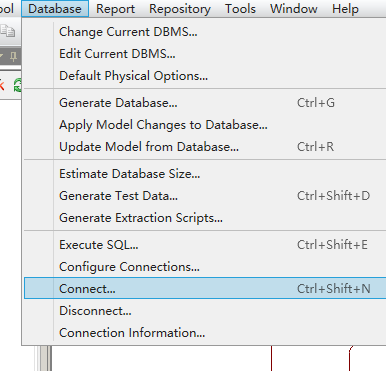 ol Database Report Repository Tools Window Help
Change Current DBMS...
Edit Current DBMS...
Default Physical Options...
Generate Database... Ctrl+G
Apply Model Changes to Database...
Update Model from Database... Ctrl+R
Estimate Database Size...
Generate Test Data... Ctrl+Shift+D
Generate Extraction Scripts...
Execute SQL... Ctrl+Shift+E
Configure Connections...
Connect... Ctrl+Shift+N
Disconnect...
Connection Information...